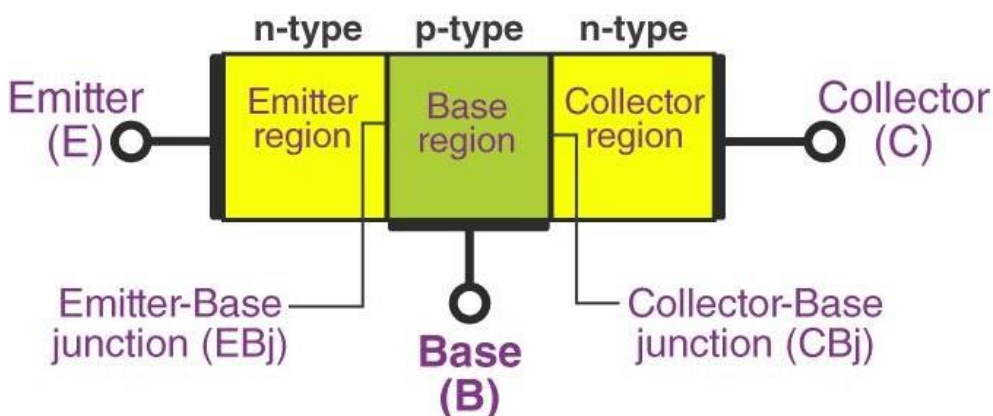 n-type p-type n-type
Emitter
(E)
Emitter
region
Base
region
Collector
region
Collector
(C)
Emitter-Base
junction (EBj)
Base
(B)
Collector-Base
junction (CBj)